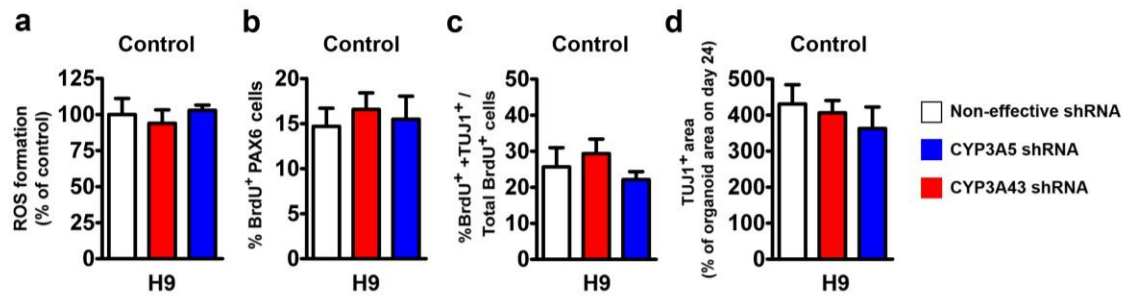 a
Control
ROS formation
(% of control)
125
100
75
50
25
0
H9
b
Control
% BrdU+ PAX6 cells
20
15
10
5
0
H9
c
Control
%BrdU+ +TUJ1+ /
Total BrdU+ cells
50
40
30
20
10
0
H9
d
Control
TUJ1+ area
(% of organoid area on day 24)
500
400
300
200
100
0
H9
Non-effective shRNA
CYP3A5 shRNA
CYP3A43 shRNA